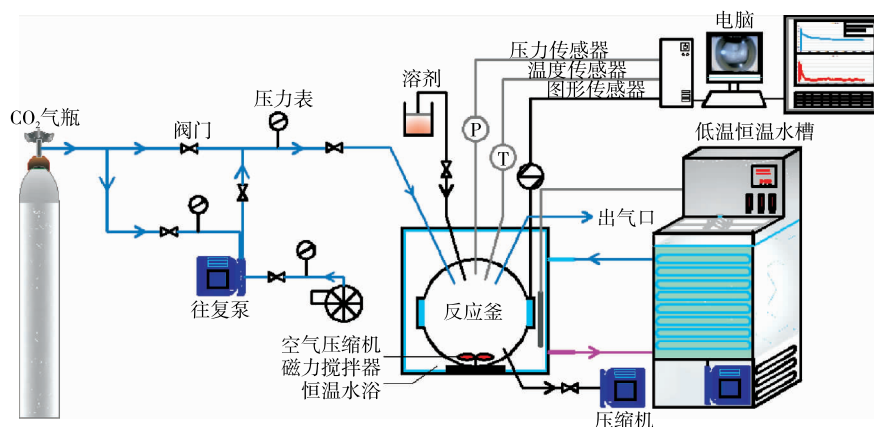 电脑
压力传感器
温度传感器
图形传感器
溶剂
压力表
CO₂气瓶
阀门
P
T
低温恒温水槽
出气口
反应釜
往复泵
空气压缩机
磁力搅拌器
恒温水浴
压缩机